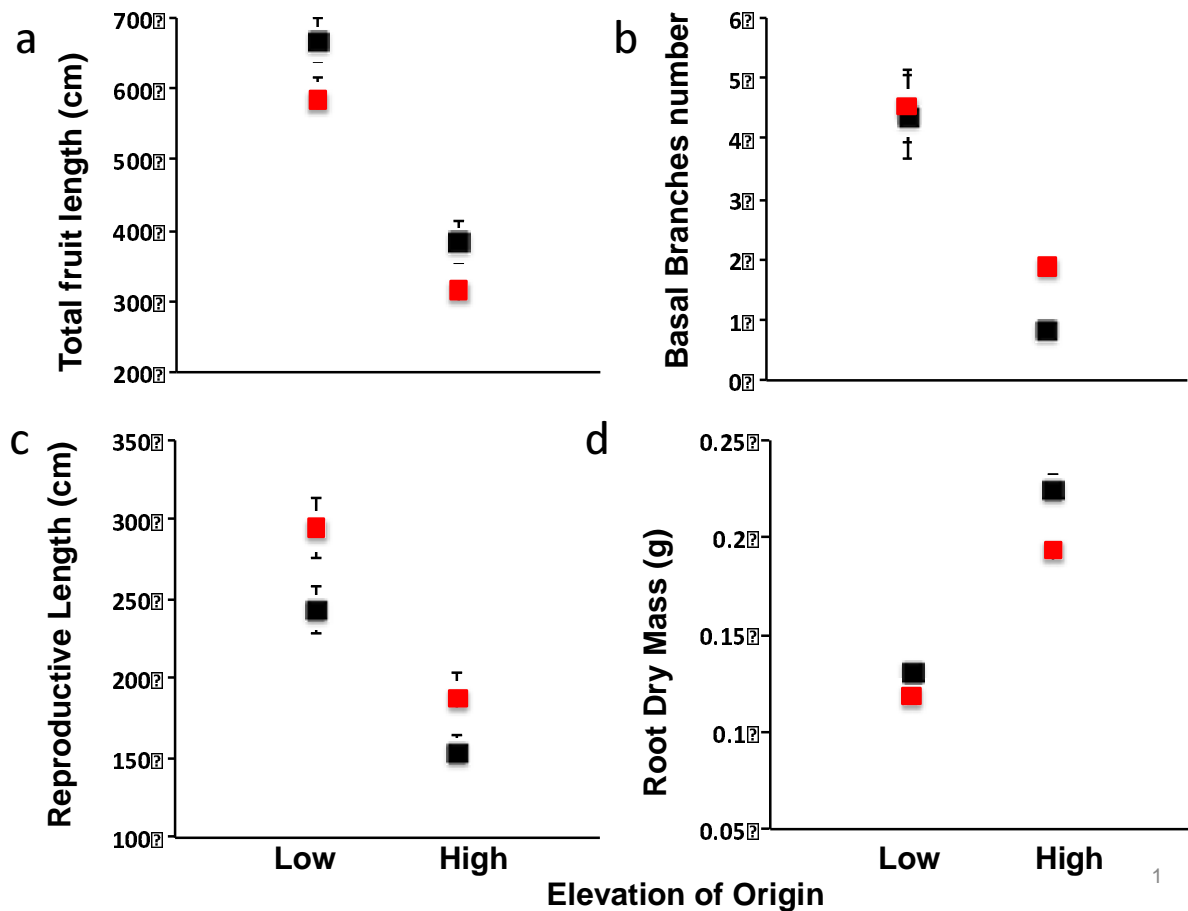 a
Total fruit length (cm)
700⍰
600⍰
500⍰
400⍰
300⍰
200⍰
b
Basal Branches number
6⍰
5⍰
4⍰
3⍰
2⍰
1⍰
0⍰
c
Reproductive Length (cm)
350⍰
300⍰
250⍰
200⍰
150⍰
100⍰
Low High
d
Root Dry Mass (g)
0.25⍰
0.2⍰
0.15⍰
0.1⍰
0.05⍰
Low High
Elevation of Origin
1